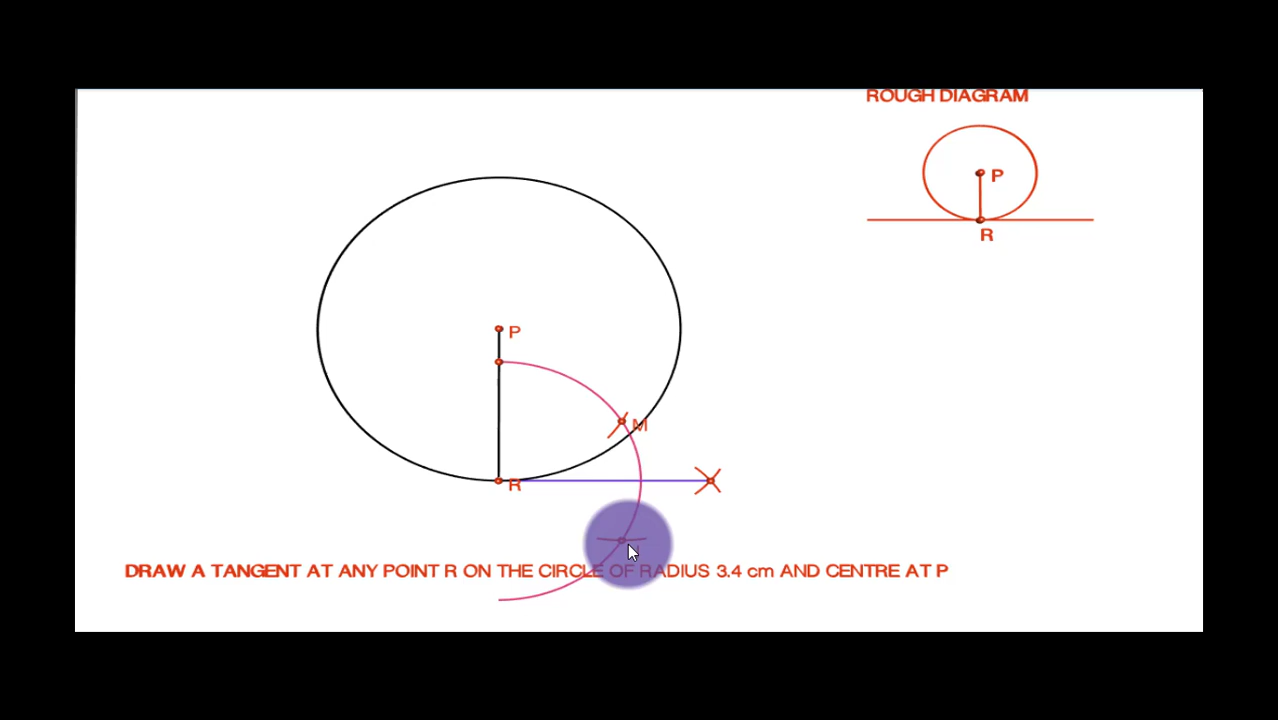 ROUGH DIAGRAM
P
R
P
M
R
DRAW A TANGENT AT ANY POINT R ON THE CIRCLE OF RADIUS 3.4 cm AND CENTRE AT P